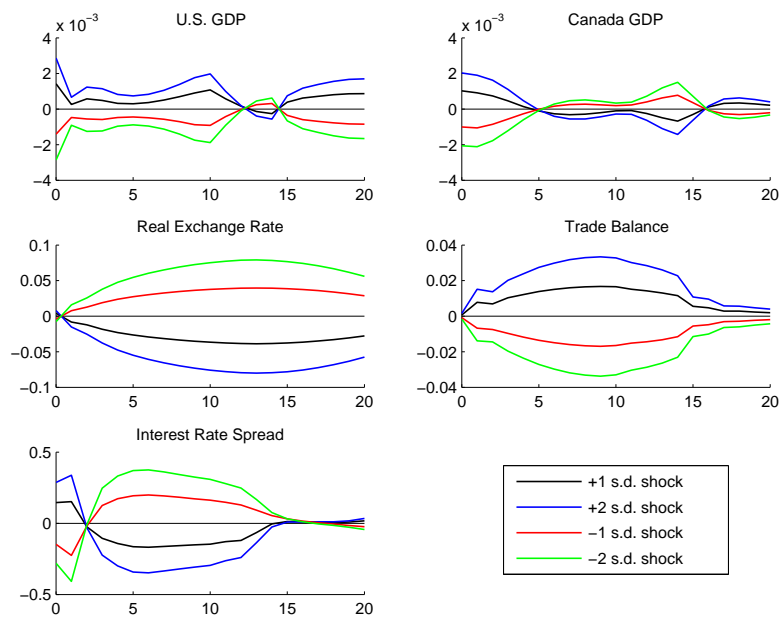 U.S. GDP
x 10⁻³
4
2
0
−2
−4
0 5 10 15 20
Canada GDP
x 10⁻³
4
2
0
−2
−4
0 5 10 15 20
Real Exchange Rate
0.1
0.05
0
−0.05
−0.1
0 5 10 15 20
Trade Balance
0.04
0.02
0
−0.02
−0.04
0 5 10 15 20
Interest Rate Spread
0.5
0
−0.5
0 5 10 15 20
+1 s.d. shock
+2 s.d. shock
−1 s.d. shock
−2 s.d. shock